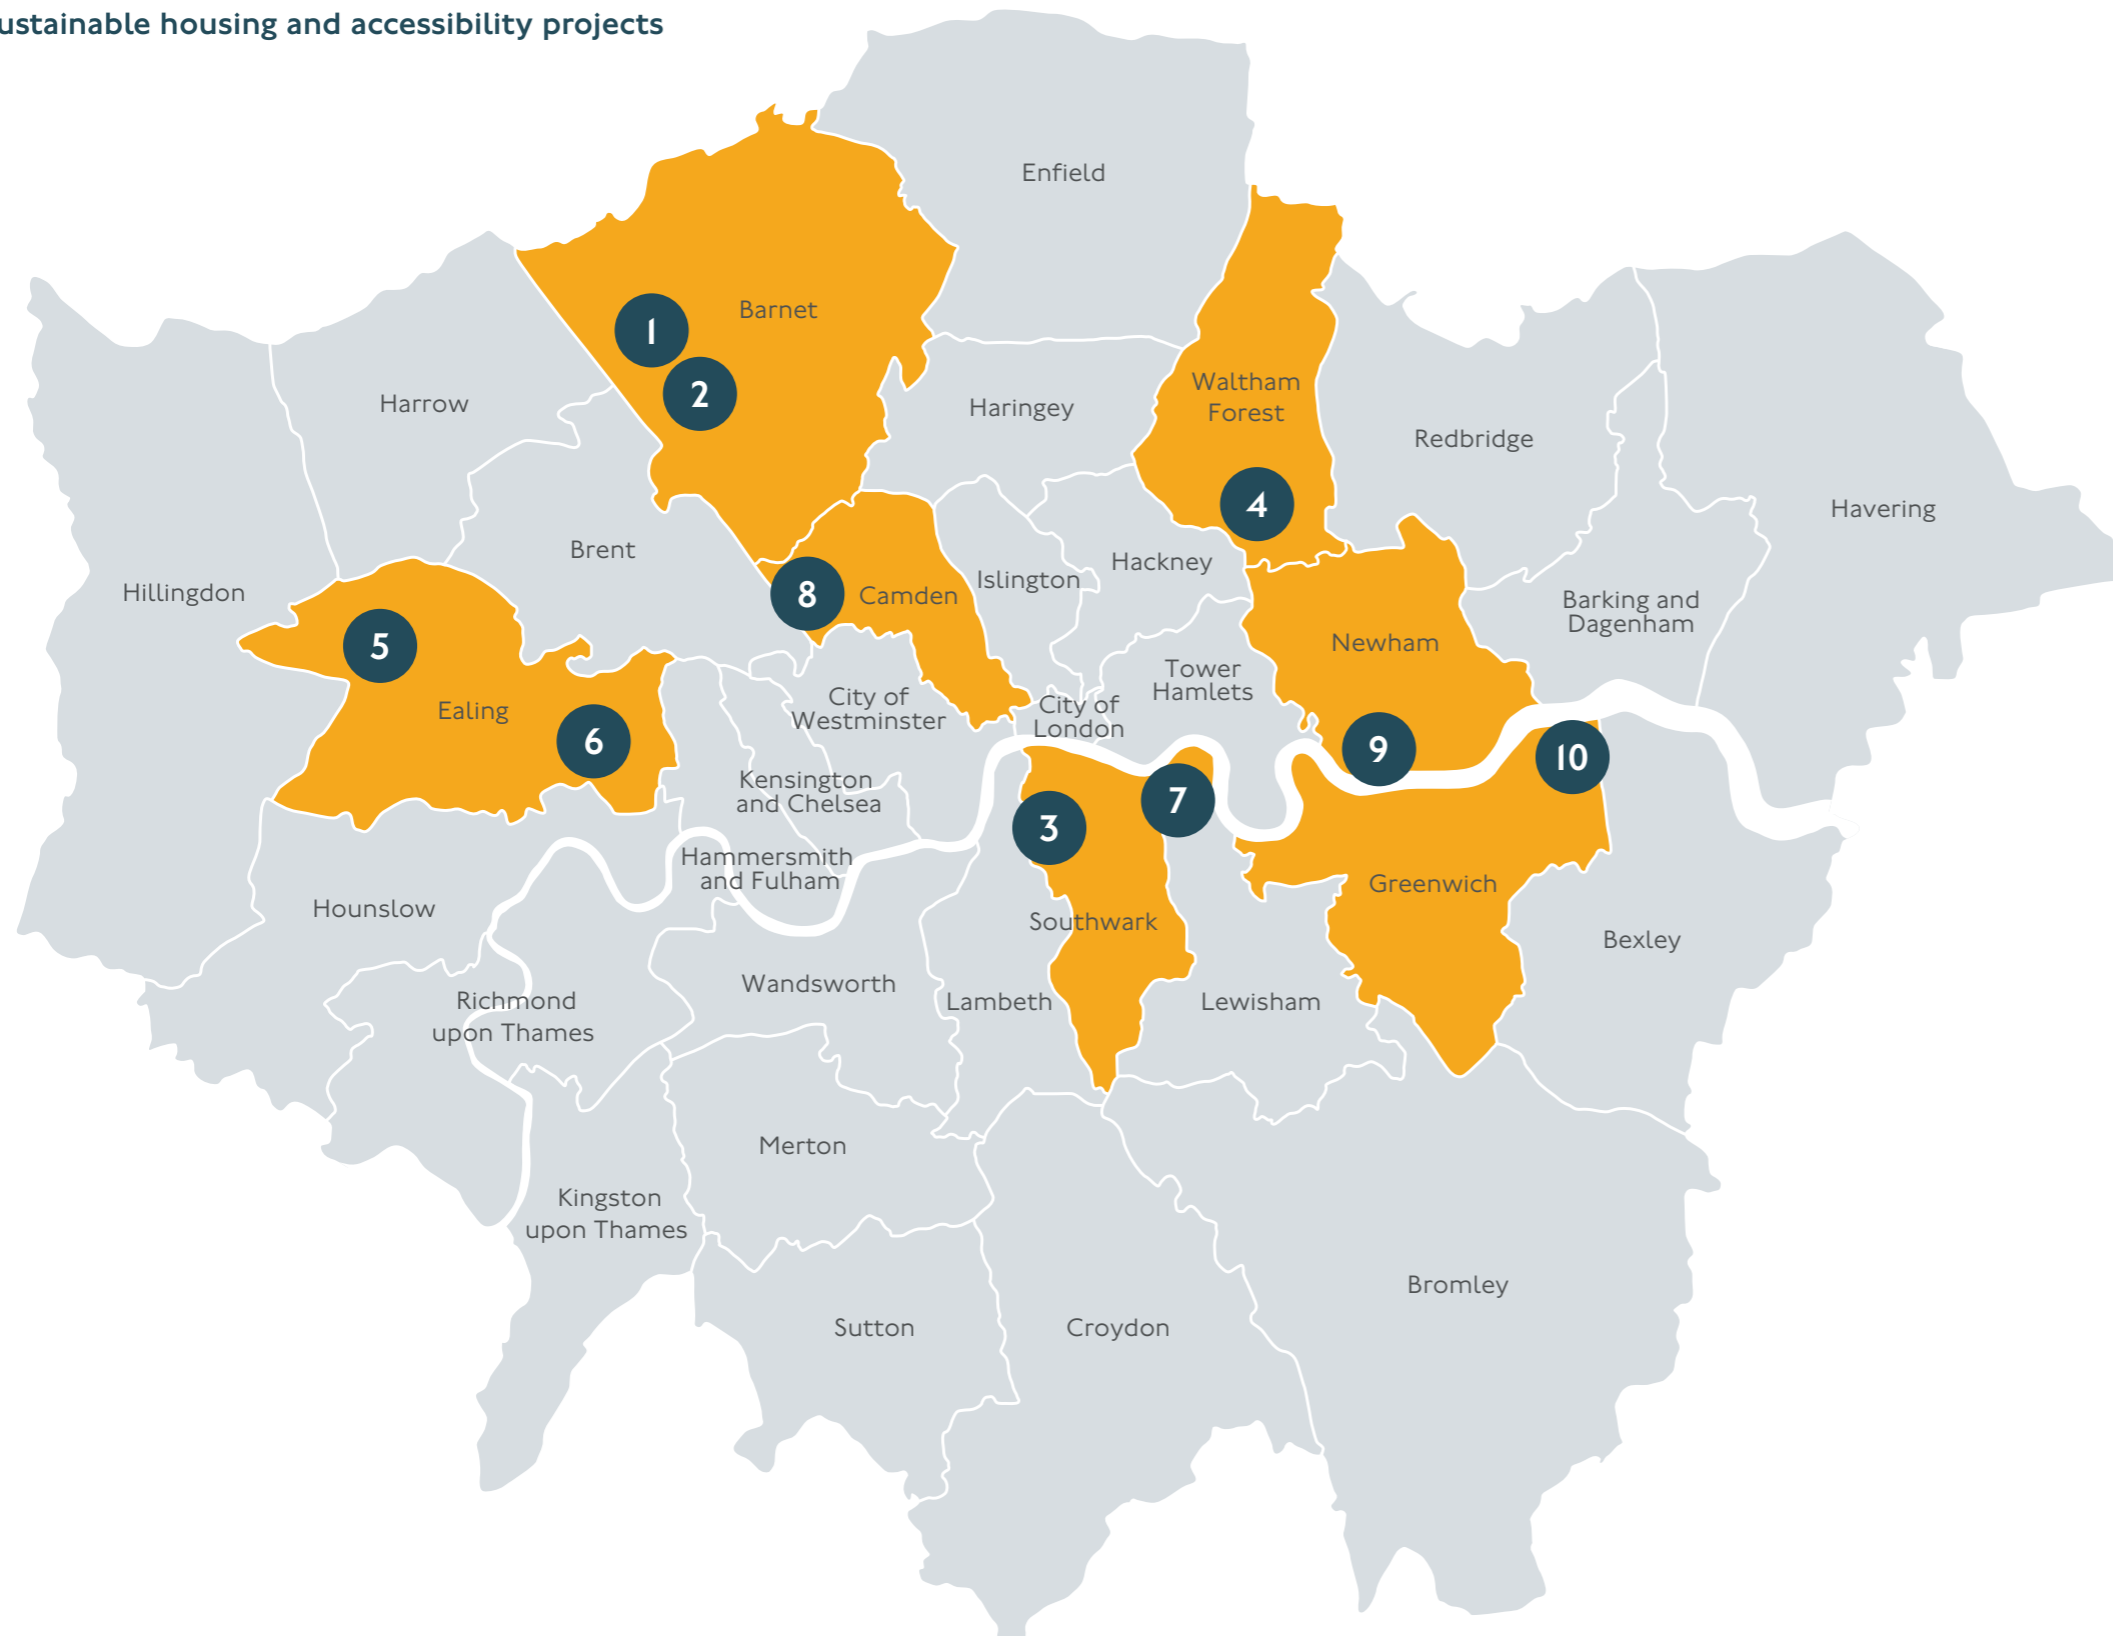 ustainable housing and accessibility projects
Enfield
Barnet
1
2
Harrow
Haringey
Waltham
Forest
4
Redbridge
Havering
Brent
Hillingdon
8
Camden
Islington
Hackney
Barking and
Dagenham
5
Ealing
6
Newham
Tower
Hamlets
City of
Westminster
City of
London
9
10
Kensington
and Chelsea
7
3
Hammersmith
and Fulham
Greenwich
Hounslow
Southwark
Bexley
Wandsworth
Lambeth
Lewisham
Richmond
upon Thames
Merton
Kingston
upon Thames
Bromley
Sutton
Croydon